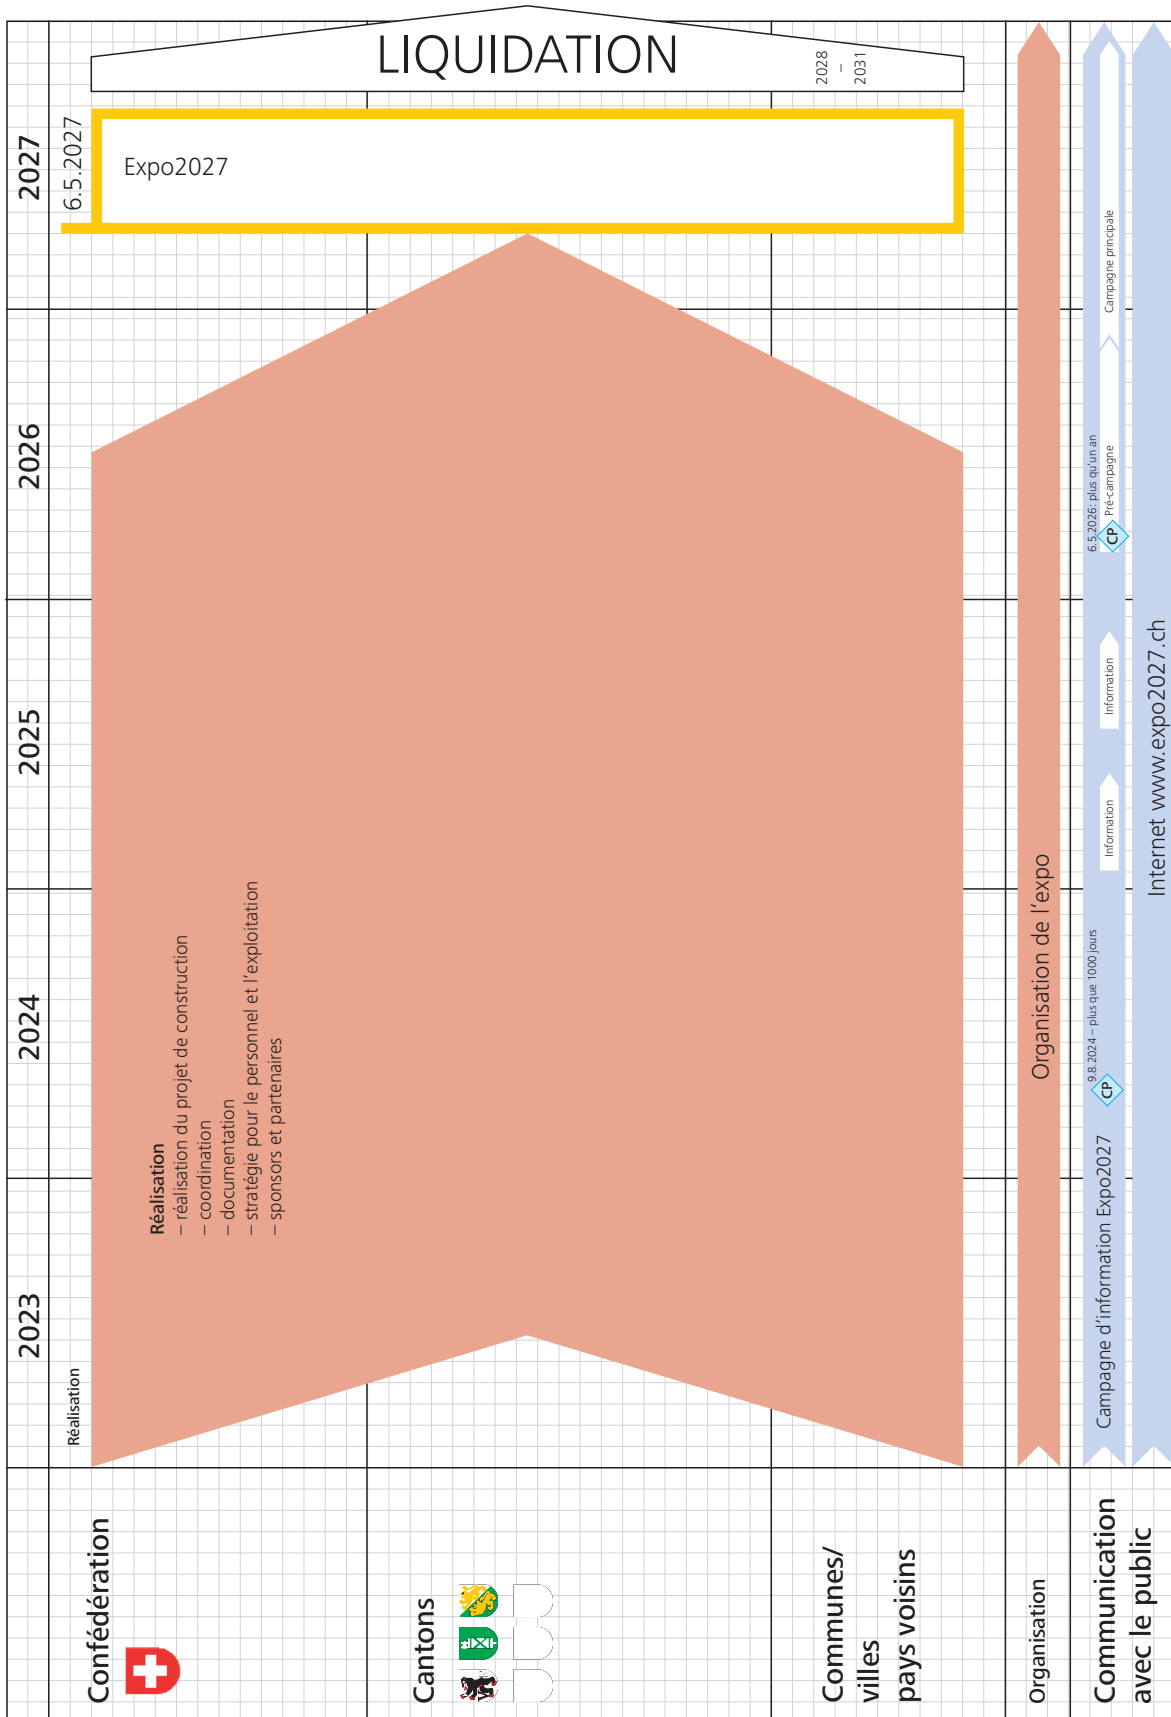 2023
2024
2025
2026
2027
Confédération
Réalisation
6.5.2027
Réalisation
– réalisation du projet de construction
– coordination
– documentation
– stratégie pour le personnel et l'exploitation
– sponsors et partenaires
Expo2027
LIQUIDATION
2028
–
2031
Cantons
Communes/
villes
pays voisins
Organisation
Organisation de l'expo
Communication
avec le public
Campagne d'information Expo2027
CP
9.8.2024 – plus que 1000 jours
Information
Information
CP
6.5.2026: plus qu'un an
Pré-campagne
Campagne principale
Internet www.expo2027.ch